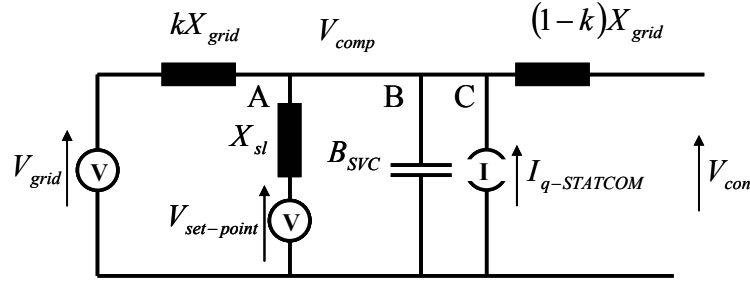 kX_grid
V_comp
(1−k)X_grid
A
B
C
X_sl
B_SVC
V_grid
V
I
I_q−STATCOM
V_con
V_set−point
V